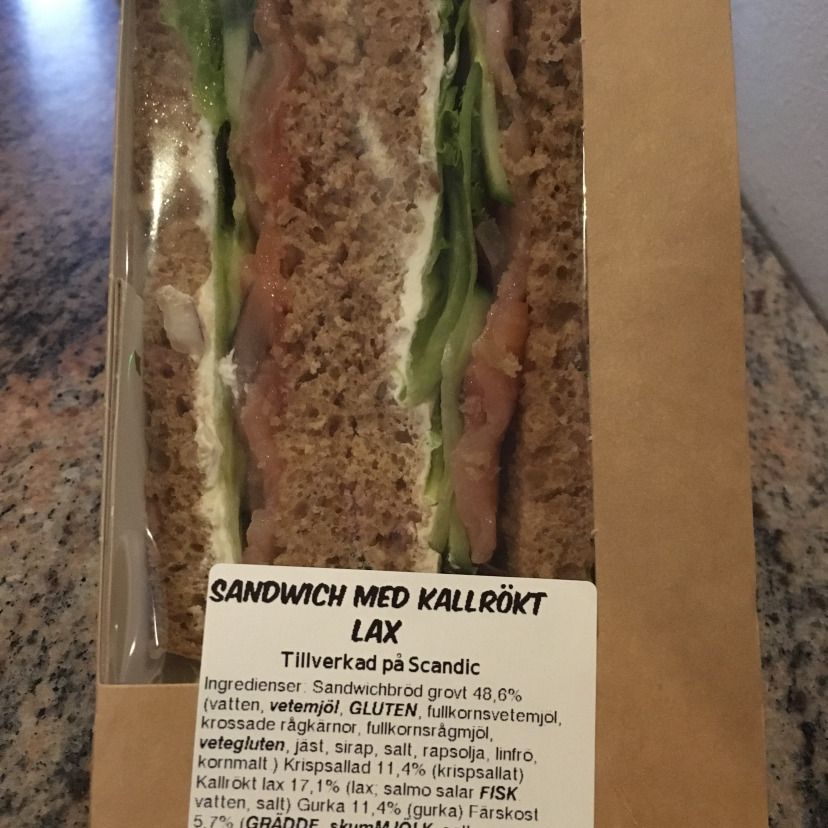 SANDWICH MED KALLRÖKT
LAX
Tillverkad på Scandic
Ingredienser: Sandwichbröd grovt 48,6%
(vatten, vetemjöl, GLUTEN, fullkornsvetemjöl,
krossade rågkärnor, fullkornsrågmjöl,
vetegluten, jäst, sirap, salt, rapsolja, linfrö,
kornmalt ) Krispsallad 11,4% (krispsallat)
Kallrökt lax 17,1% (lax; salmo salar FISK
vatten, salt) Gurka 11,4% (gurka) Färskost
5,7% (GRÄDDE, skumMJÖLK,